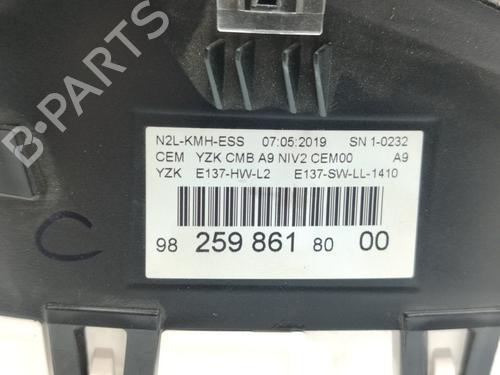 N2L-KMH-ESS 07:05:2019 SN 1-0232
CEM YZK CMB A9 NIV2 CEM00 A9
YZK E137-HW-L2 E137-SW-LL-1410
98 259 861 80 00
C
B-PARTS